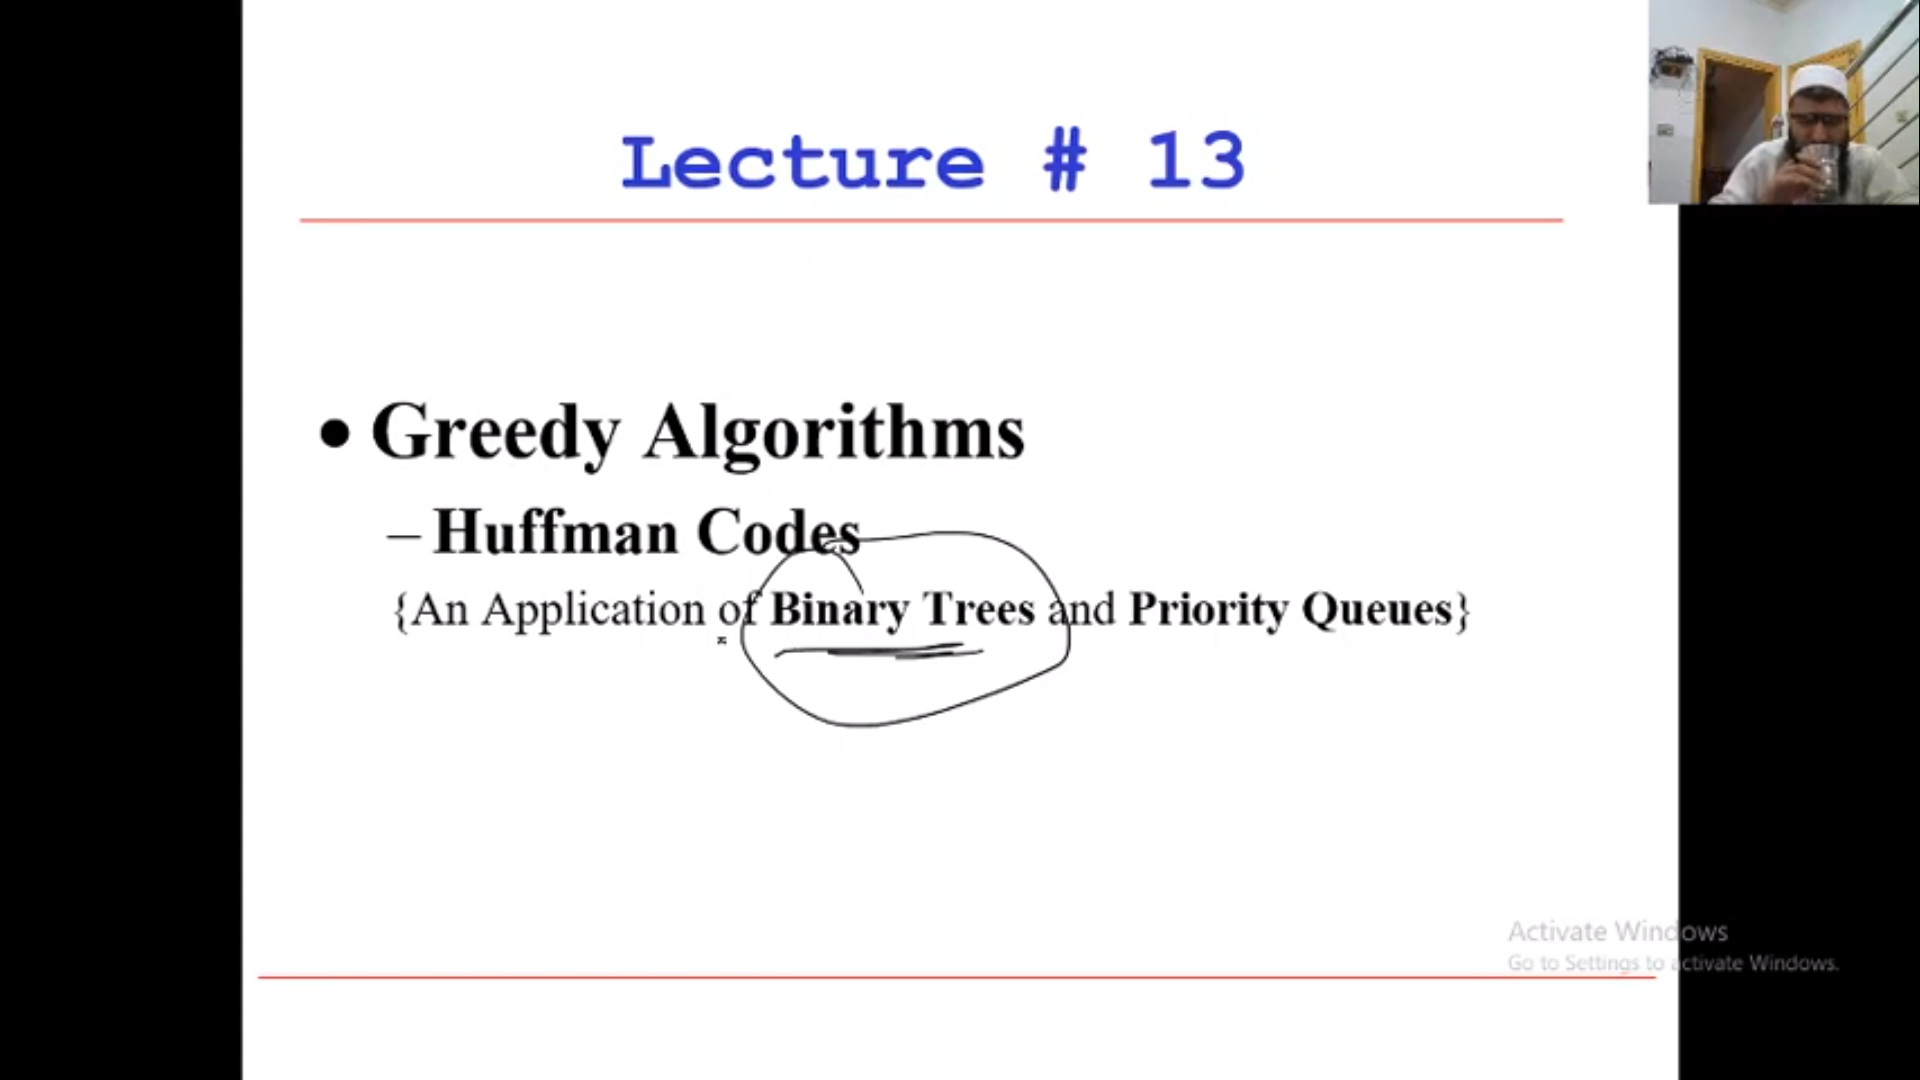 Lecture # 13
• Greedy Algorithms
– Huffman Codes
{An Application of Binary Trees and Priority Queues}
Activate Windows
Go to Settings to activate Windows.